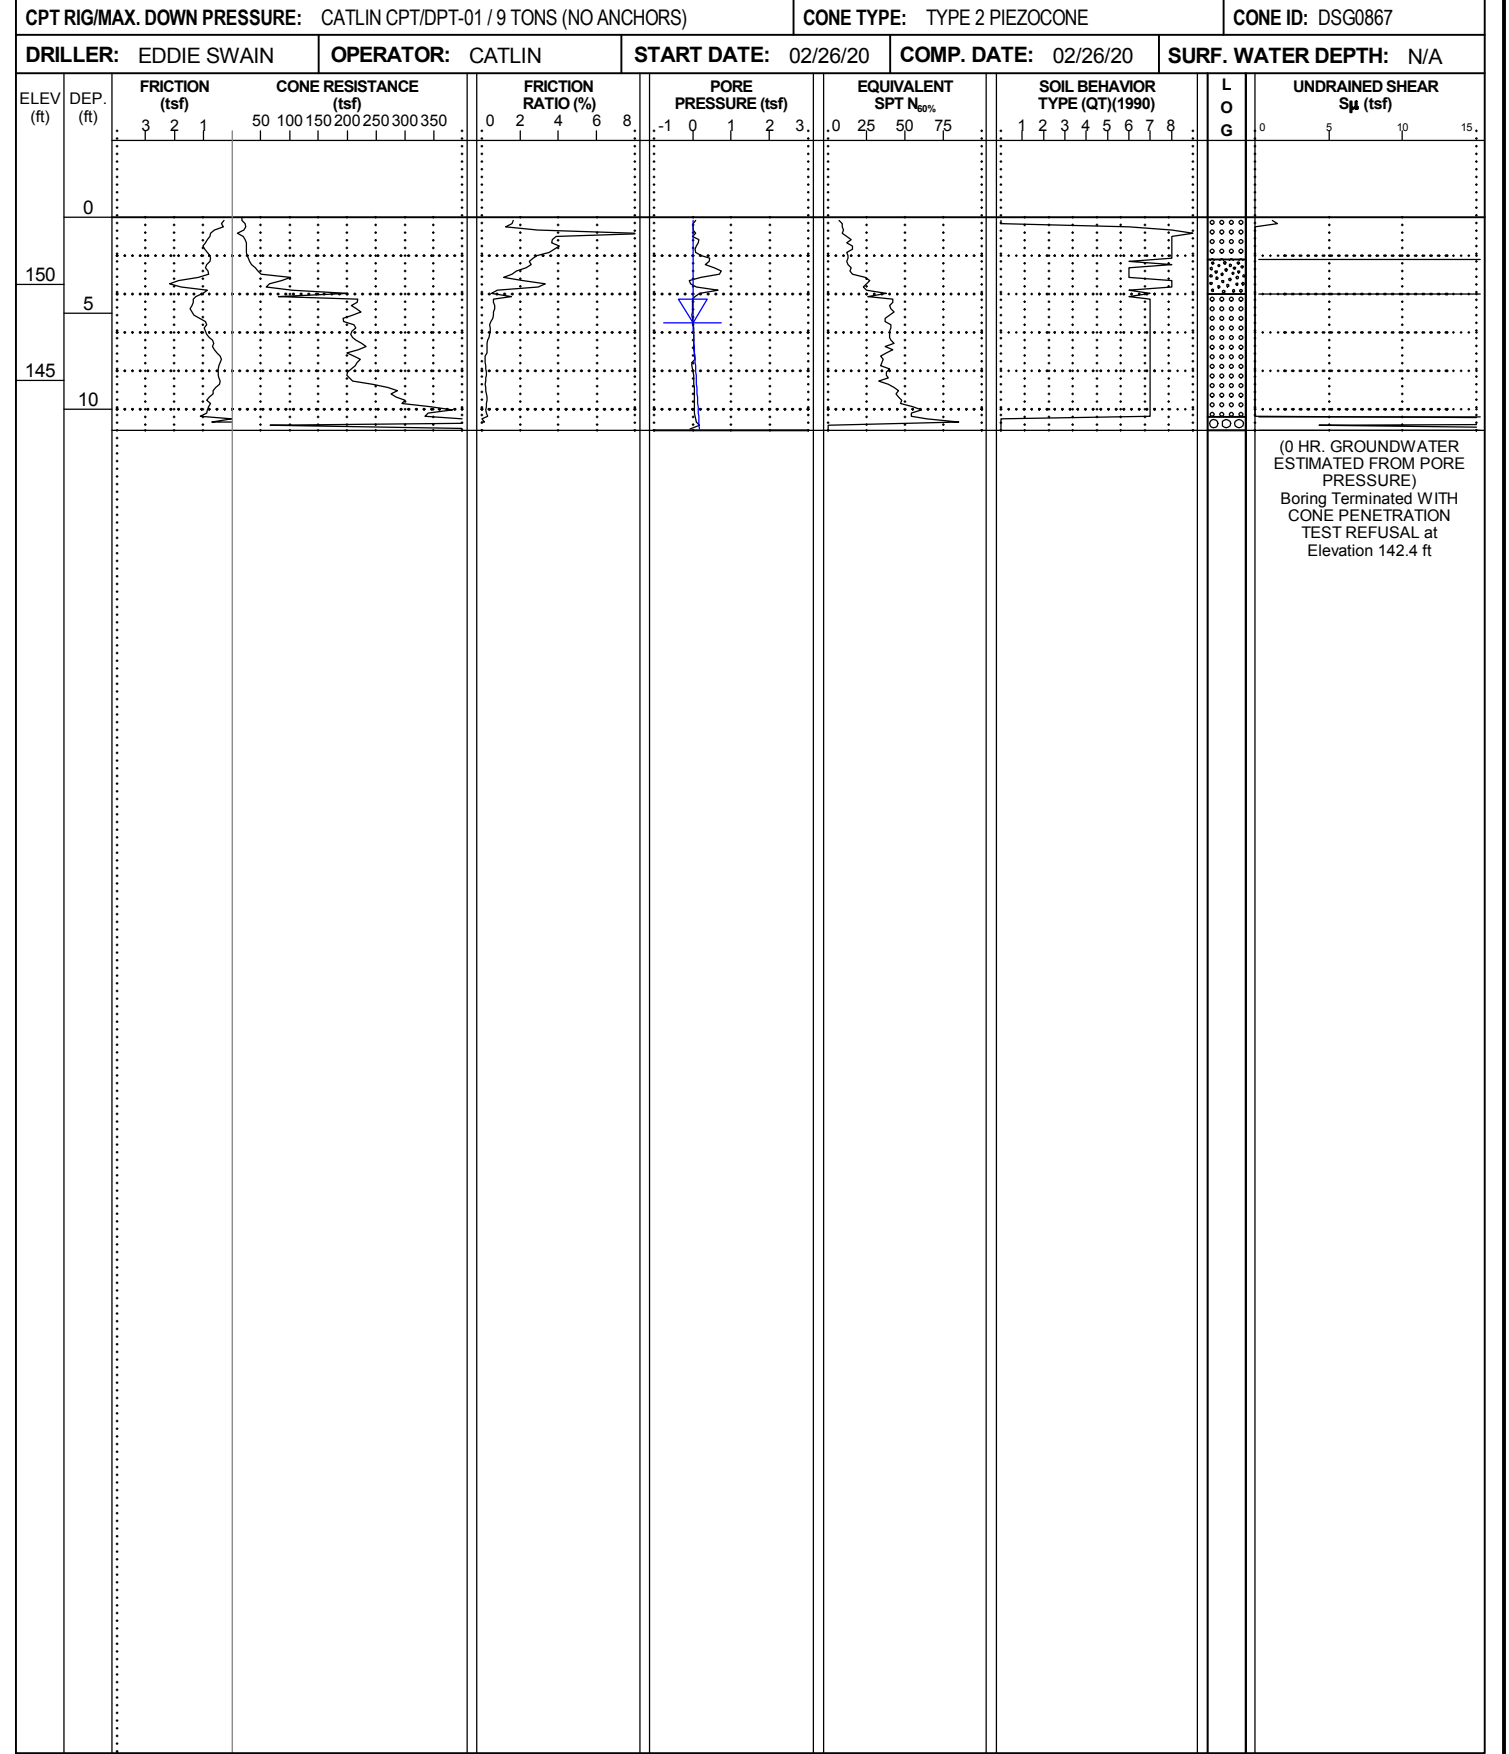 CPT RIG/MAX. DOWN PRESSURE: CATLIN CPT/DPT-01 / 9 TONS (NO ANCHORS) CONE TYPE: TYPE 2 PIEZOCONE CONE ID: DSG0867
DRILLER: EDDIE SWAIN OPERATOR: CATLIN START DATE: 02/26/20 COMP. DATE: 02/26/20 SURF. WATER DEPTH: N/A
ELEV
(ft)
DEP.
(ft)
FRICTION
(tsf)
3 2 1
CONE RESISTANCE
(tsf)
50 100 150 200 250 300 350
FRICTION
RATIO (%)
0 2 4 6 8
PORE
PRESSURE (tsf)
-1 0 1 2 3
EQUIVALENT
SPT N60%
0 25 50 75
SOIL BEHAVIOR
TYPE (QT)(1990)
1 2 3 4 5 6 7 8
L
O
G
UNDRAINED SHEAR
Sμ (tsf)
0 5 10 15
0
150
5
145
10
(0 HR. GROUNDWATER
ESTIMATED FROM PORE
PRESSURE)
Boring Terminated WITH
CONE PENETRATION
TEST REFUSAL at
Elevation 142.4 ft